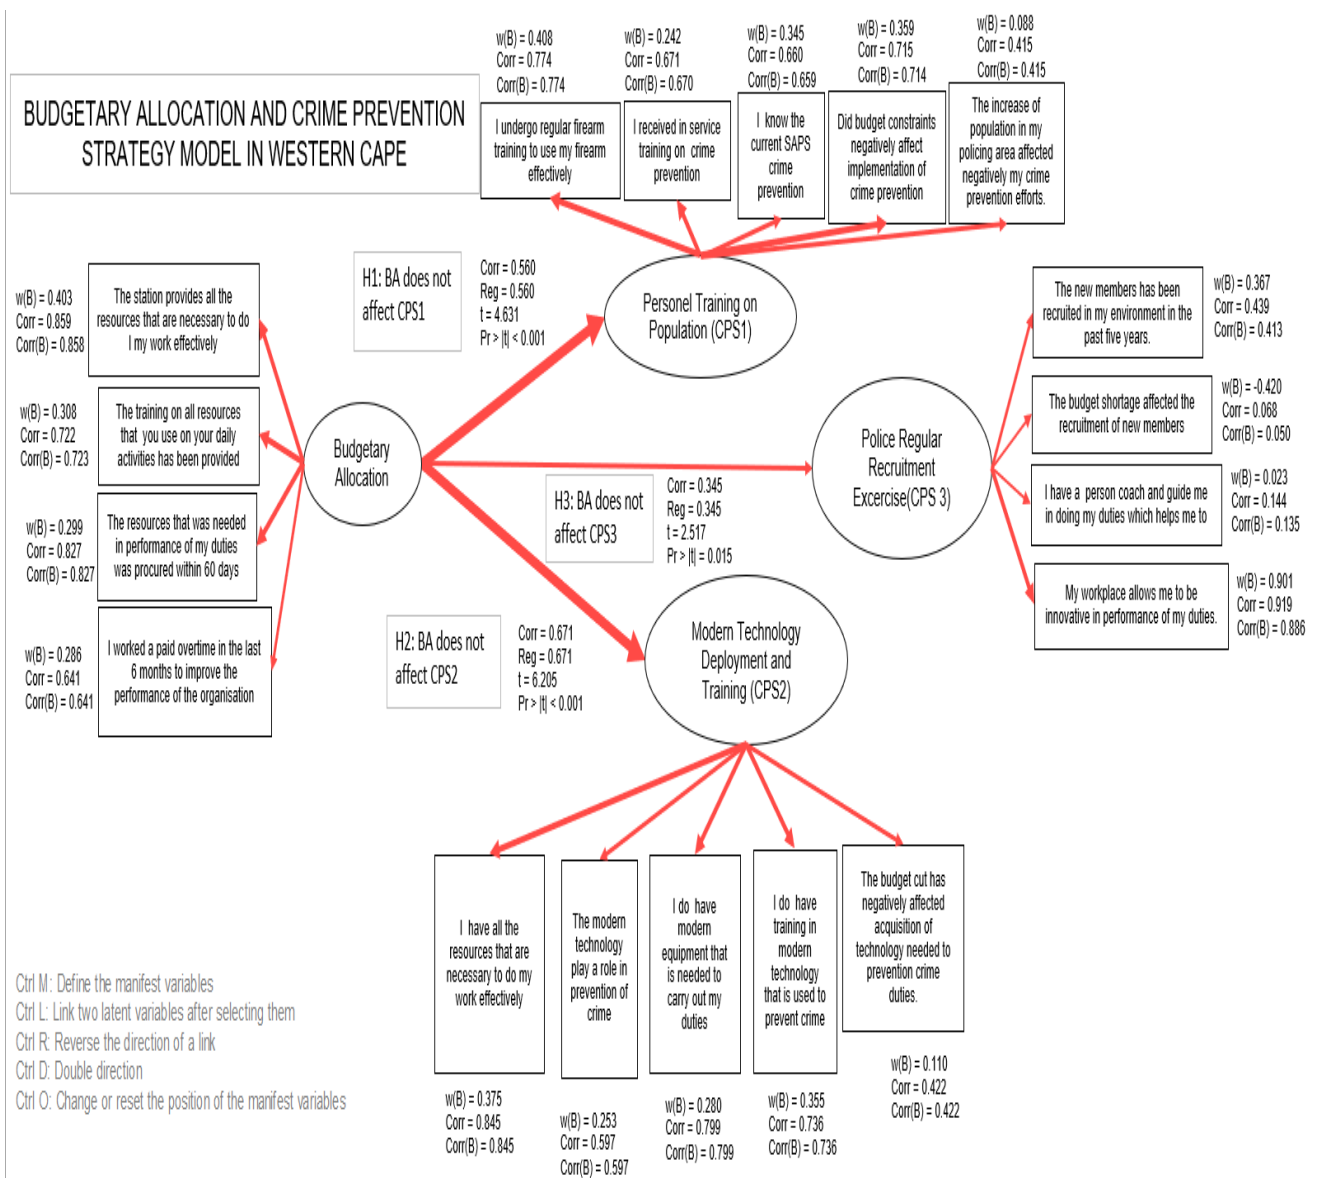 BUDGETARY ALLOCATION AND CRIME PREVENTION
STRATEGY MODEL IN WESTERN CAPE
w(B) = 0.408
Corr = 0.774
Corr(B) = 0.774
I undergo regular firearm
training to use my firearm
effectively
w(B) = 0.242
Corr = 0.671
Corr(B) = 0.670
I received in service
training on crime
prevention
w(B) = 0.345
Corr = 0.660
Corr(B) = 0.659
I know the
current SAPS
crime
prevention
w(B) = 0.359
Corr = 0.715
Corr(B) = 0.714
Did budget constraints
negatively affect
implementation of
crime prevention
w(B) = 0.088
Corr = 0.415
Corr(B) = 0.415
The increase of
population in my
policing area affected
negatively my crime
prevention efforts.
H1: BA does not
affect CPS1
Corr = 0.560
Reg = 0.560
t = 4.631
Pr > |t| < 0.001
Personel Training on
Population (CPS1)
w(B) = 0.403
Corr = 0.859
Corr(B) = 0.858
The station provides all the
resources that are necessary to do
I my work effectively
w(B) = 0.308
Corr = 0.722
Corr(B) = 0.723
The training on all resources
that you use on your daily
activities has been provided
w(B) = 0.299
Corr = 0.827
Corr(B) = 0.827
The resources that was needed
in performance of my duties
was procured within 60 days
w(B) = 0.286
Corr = 0.641
Corr(B) = 0.641
I worked a paid overtime in the last
6 months to improve the
performance of the organisation
Budgetary
Allocation
H3: BA does not
affect CPS3
Corr = 0.345
Reg = 0.345
t = 2.517
Pr > |t| = 0.015
Police Regular
Recruitment
Excercise(CPS 3)
The new members has been
recruited in my environment in the
past five years.
w(B) = 0.367
Corr = 0.439
Corr(B) = 0.413
The budget shortage affected the
recruitment of new members
w(B) = -0.420
Corr = 0.068
Corr(B) = 0.050
I have a person coach and guide me
in doing my duties which helps me to
w(B) = 0.023
Corr = 0.144
Corr(B) = 0.135
My workplace allows me to be
innovative in performance of my duties.
w(B) = 0.901
Corr = 0.919
Corr(B) = 0.886
H2: BA does not
affect CPS2
Corr = 0.671
Reg = 0.671
t = 6.205
Pr > |t| < 0.001
Modern Technology
Deployment and
Training (CPS2)
I have all the
resources that are
necessary to do my
work effectively
w(B) = 0.375
Corr = 0.845
Corr(B) = 0.845
The modern
technology
play a role in
prevention of
crime
w(B) = 0.253
Corr = 0.597
Corr(B) = 0.597
I do have
modern
equipment that
is needed to
carry out my
duties
w(B) = 0.280
Corr = 0.799
Corr(B) = 0.799
I do have
training in
modern
technology
that is used to
prevent crime
w(B) = 0.355
Corr = 0.736
Corr(B) = 0.736
The budget cut has
negatively affected
acquisition of
technology needed to
prevention crime
duties.
w(B) = 0.110
Corr = 0.422
Corr(B) = 0.422
Ctrl M: Define the manifest variables
Ctrl L: Link two latent variables after selecting them
Ctrl R: Reverse the direction of a link
Ctrl D: Double direction
Ctrl O: Change or reset the position of the manifest variables